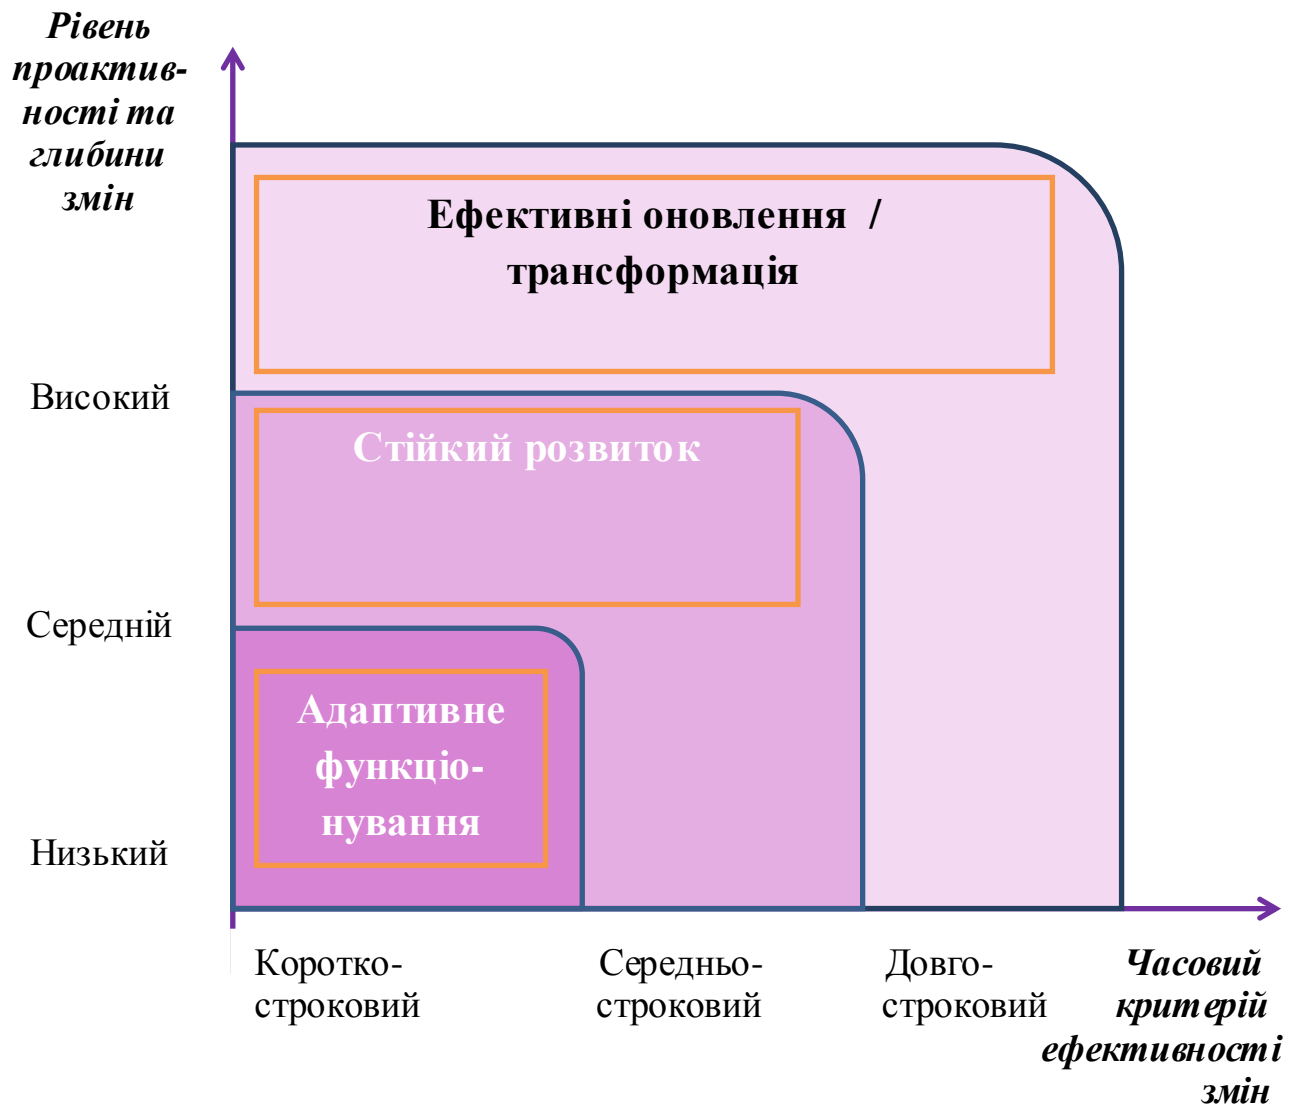 Рівень
проактив-
ності та
глибини
змін
Ефективні оновлення /
трансформація
Високий
Стійкий розвиток
Середній
Адаптивне
функціо-
нування
Низький
Коротко-
строковий
Середньо-
строковий
Довго-
строковий
Часовий
критерій
ефективності
змін